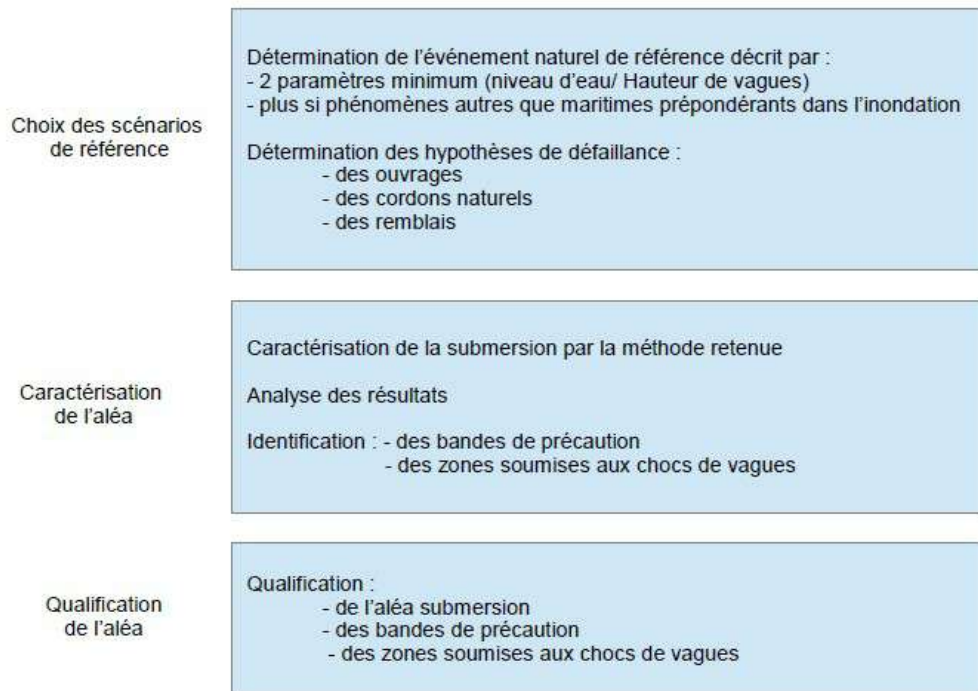 Choix des scénarios
de référence
Détermination de l'événement naturel de référence décrit par :
- 2 paramètres minimum (niveau d'eau/ Hauteur de vagues)
- plus si phénomènes autres que maritimes prépondérants dans l'inondation
Détermination des hypothèses de défaillance :
- des ouvrages
- des cordons naturels
- des remblais
Caractérisation
de l'aléa
Caractérisation de la submersion par la méthode retenue
Analyse des résultats
Identification : - des bandes de précaution
- des zones soumises aux chocs de vagues
Qualification
de l'aléa
Qualification :
- de l'aléa submersion
- des bandes de précaution
- des zones soumises aux chocs de vagues